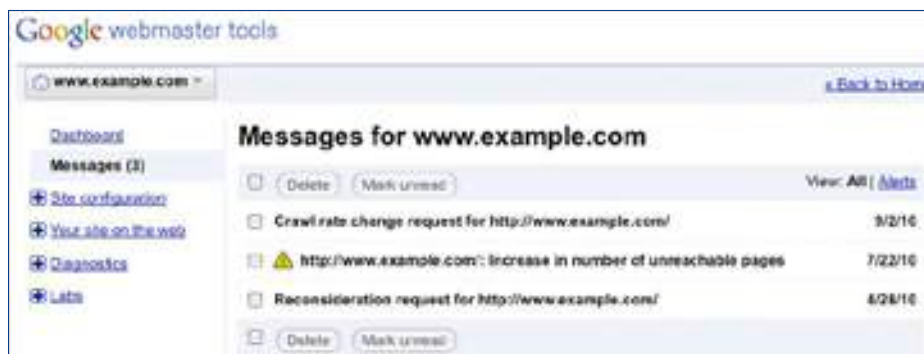 Google webmaster tools
www.example.com
« Back to Home
Dashboard
Messages (3)
Site configuration
Your site on the web
Diagnostics
Labs
Messages for www.example.com
Delete Mark unread View: All | Alerts
Crawl rate change request for http://www.example.com/ 9/2/10
http://www.example.com/: Increase in number of unreachable pages 7/22/10
Reconsideration request for http://www.example.com/
Delete Mark unread